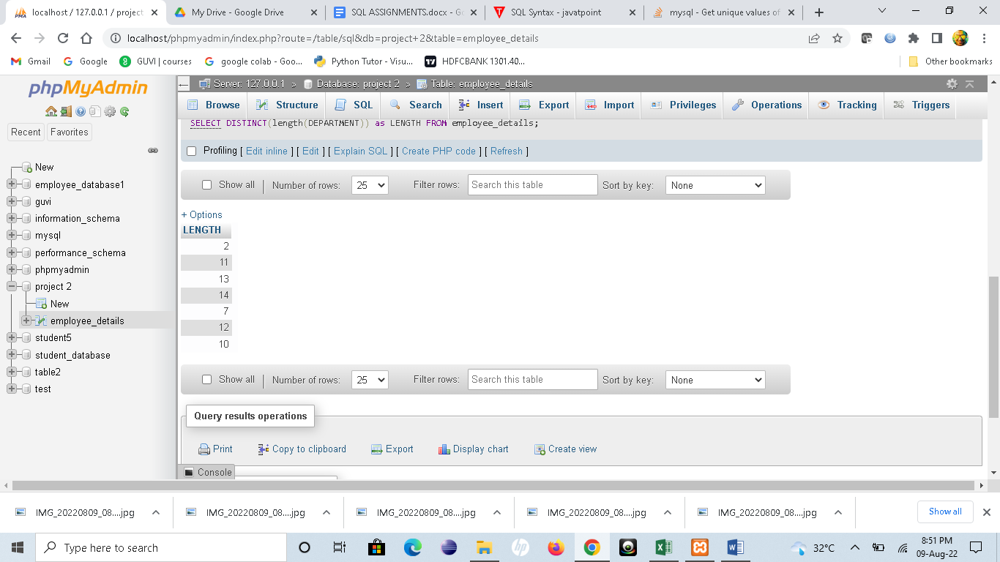 localhost / 127.0.0.1 / project
My Drive - Google Drive
SQL ASSIGNMENTS.docx - Go
SQL Syntax - javatpoint
mysql - Get unique values of
localhost/phpmyadmin/index.php?route=/table/sql&db=project+2&table=employee_details
Gmail
Google
GUVI | courses
google colab - Goo...
Python Tutor - Visu...
HDFCBANK 1301.40...
Other bookmarks
phpMyAdmin
Recent
Favorites
New
employee_database1
guvi
information_schema
mysql
performance_schema
phpmyadmin
project 2
New
employee_details
student5
student_database
table2
test
Server: 127.0.0.1
Database: project 2
Table: employee_details
Browse
Structure
SQL
Search
Insert
Export
Import
Privileges
Operations
Tracking
Triggers
SELECT DISTINCT(length(DEPARTMENT)) as LENGTH FROM employee_details;
Profiling [ Edit inline ] [ Edit ] [ Explain SQL ] [ Create PHP code ] [ Refresh ]
Show all | Number of rows: 25 Filter rows: Search this table Sort by key: None
+ Options
LENGTH
2
11
13
14
7
12
10
Show all | Number of rows: 25 Filter rows: Search this table Sort by key: None
Query results operations
Print
Copy to clipboard
Export
Display chart
Create view
Console
IMG_20220809_08....jpg
IMG_20220809_08....jpg
IMG_20220809_08....jpg
IMG_20220809_08....jpg
IMG_20220809_08....jpg
Show all
Type here to search
32°C
8:51 PM
09-Aug-22